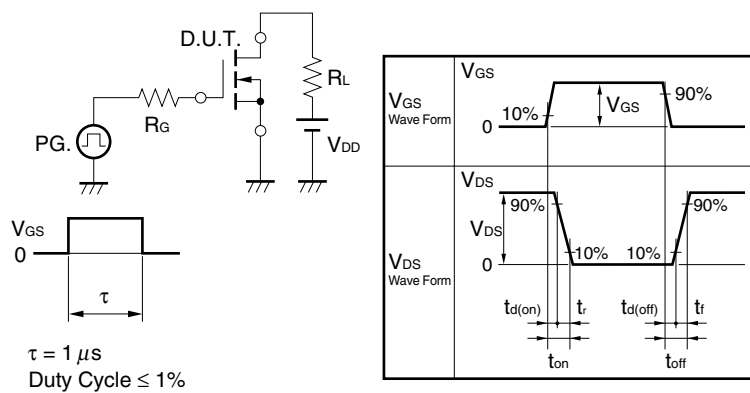 D.U.T.
RL
RG
PG.
VDD
VGS
0
τ
τ = 1 μs
Duty Cycle ≤ 1%
VGS
Wave Form
VGS
10%
0
VGS
90%
VDS
Wave Form
VDS
90%
VDS
0
10%
10%
90%
td(on)
tr
td(off)
tf
ton
toff